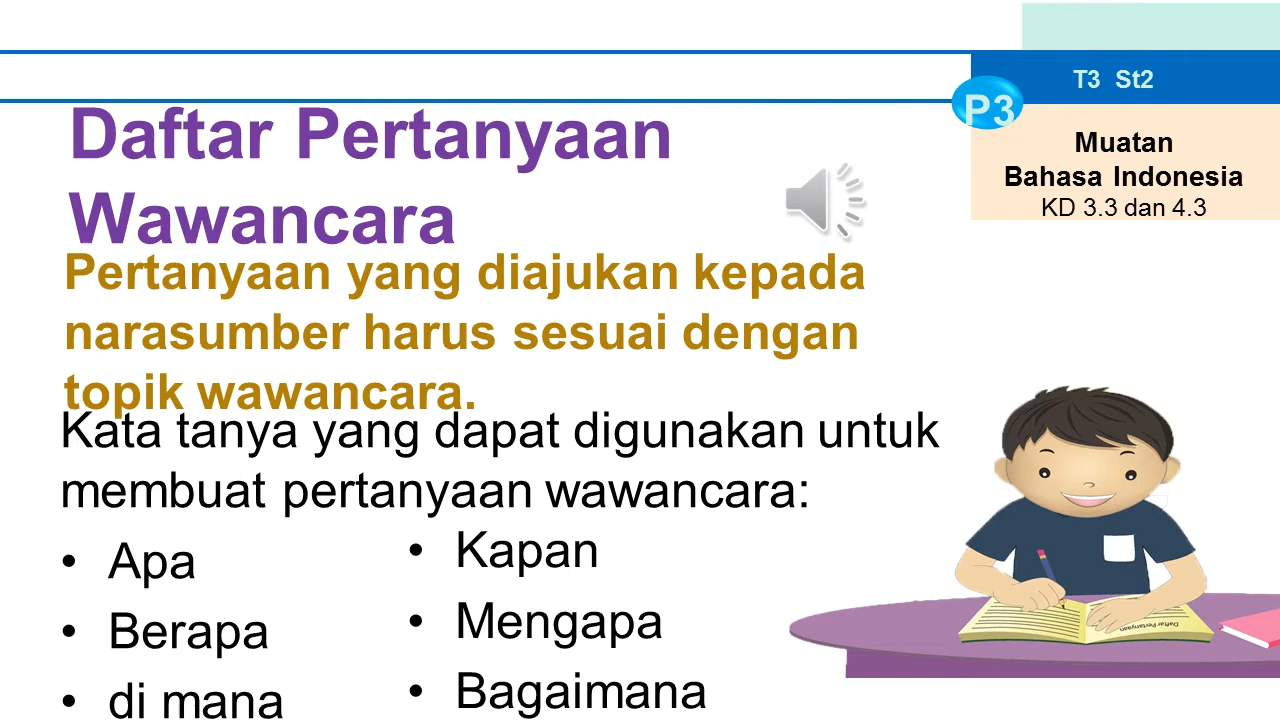 T3 St2
P3
Muatan
Bahasa Indonesia
KD 3.3 dan 4.3
Daftar Pertanyaan
Wawancara
Pertanyaan yang diajukan kepada
narasumber harus sesuai dengan
topik wawancara.
Kata tanya yang dapat digunakan untuk
membuat pertanyaan wawancara:
• Apa
• Berapa
• di mana
• Kapan
• Mengapa
• Bagaimana
Daftar Pertanyaan